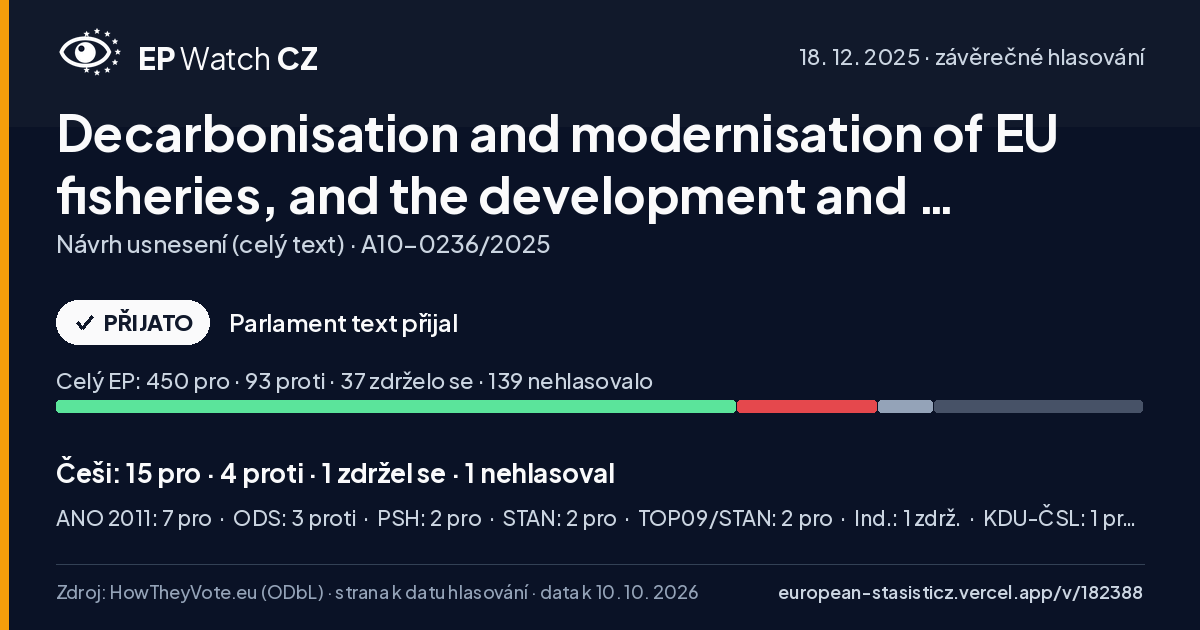 EP Watch CZ
18. 12. 2025 · závěrečné hlasování
Decarbonisation and modernisation of EU
fisheries, and the development and …
Návrh usnesení (celý text) · A10-0236/2025
✓ PŘIJATO
Parlament text přijal
Celý EP: 450 pro · 93 proti · 37 zdrželo se · 139 nehlasovalo
Češi: 15 pro · 4 proti · 1 zdržel se · 1 nehlasoval
ANO 2011: 7 pro · ODS: 3 proti · PSH: 2 pro · STAN: 2 pro · TOP09/STAN: 2 pro · Ind.: 1 zdrž. · KDU-ČSL: 1 pr…
Zdroj: HowTheyVote.eu (ODbL) · strana k datu hlasování · data k 10. 10. 2026
european-stasisticz.vercel.app/v/182388